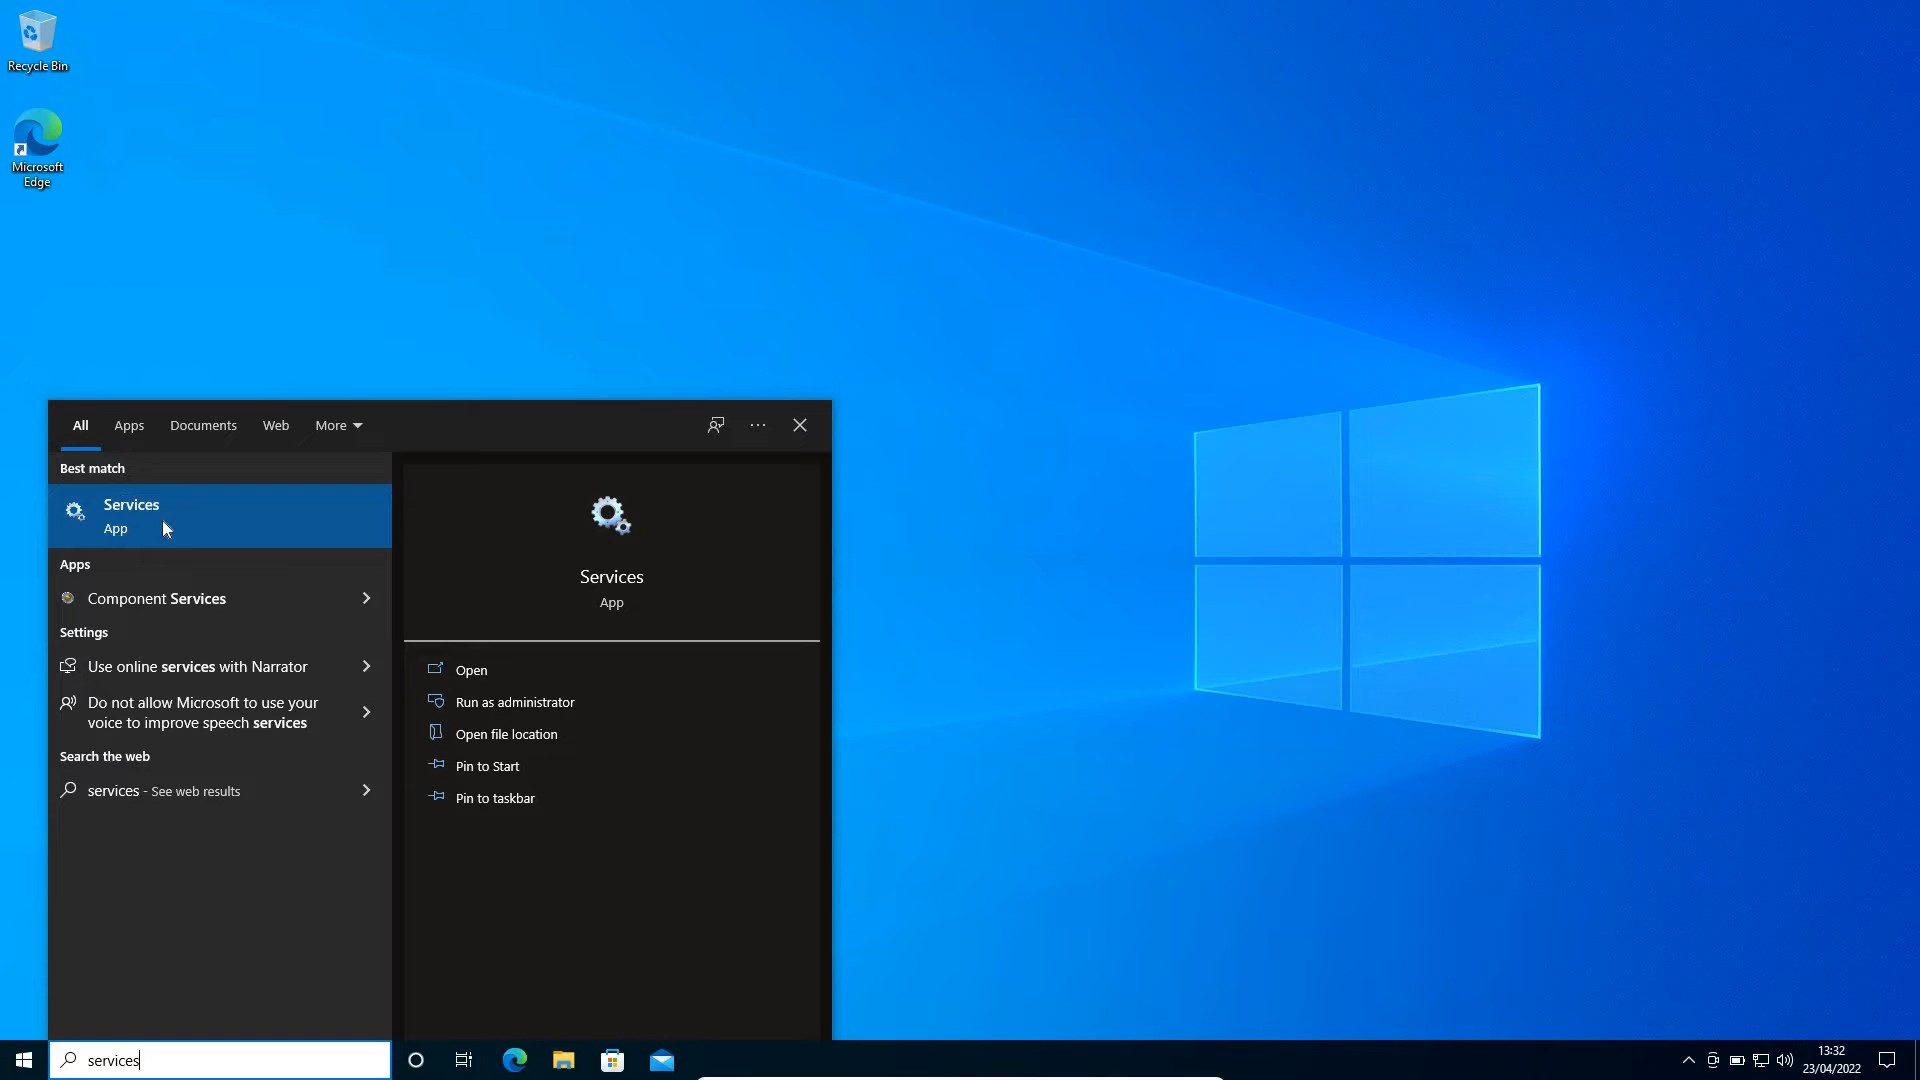 Recycle Bin
Microsoft
Edge
All
Apps
Documents
Web
More
Best match
Services
App
Apps
Component Services
Settings
Use online services with Narrator
Do not allow Microsoft to use your
voice to improve speech services
Search the web
services - See web results
Services
App
Open
Run as administrator
Open file location
Pin to Start
Pin to taskbar
services
13:32
23/04/2022